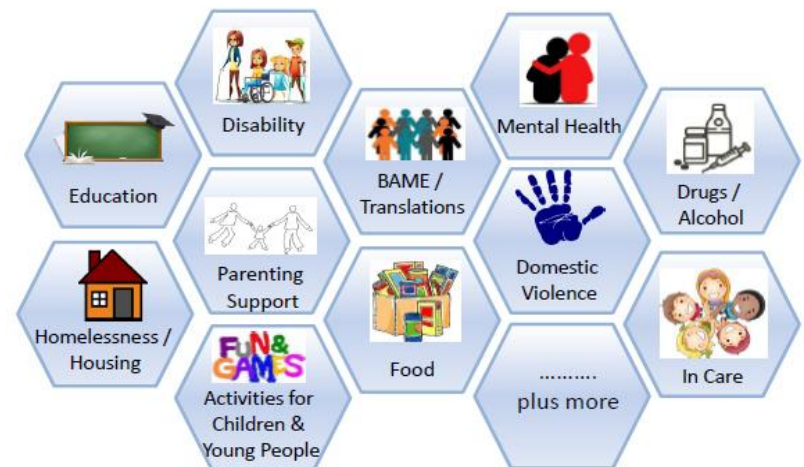 Education
Disability
BAME /
Translations
Mental Health
Drugs /
Alcohol
Homelessness /
Housing
Parenting
Support
Food
Domestic
Violence
In Care
FUN&
GAMES
Activities for
Children &
Young People
..........
plus more